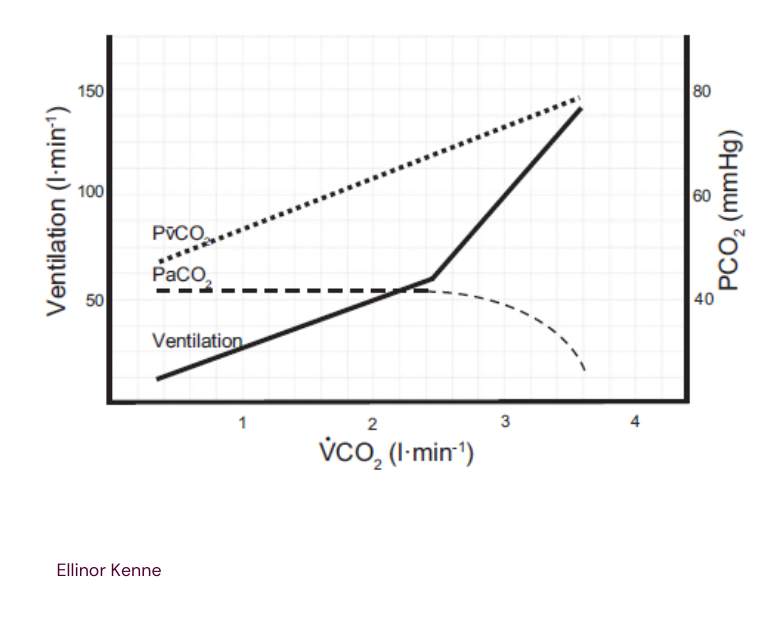 150
80
100
60
50
40
Ventilation (l·min⁻¹)
PCO₂ (mmHg)
Pv̄CO₂
PaCO₂
Ventilation
1
2
3
4
V̇CO₂ (l·min⁻¹)
Ellinor Kenne